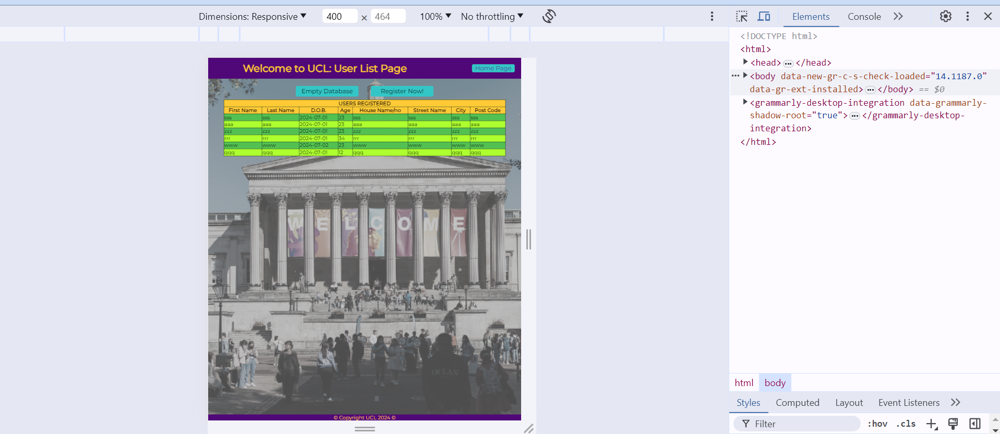 Dimensions: Responsive ▼ 400 × 464 100% ▼ No throttling ▼
Elements Console
Welcome to UCL: User List Page
Home Page
Empty Database Register Now!
USERS REGISTERED
First Name Last Name D.O.B. Age House Name/no Street Name City Post Code
sss sss 2024-07-01 23 sss sss sss sss
aaa aaa 2024-07-01 23 aaa aaa aaa aaa
zzz zzz 2024-07-01 23 zzz zzz zzz zzz
rrr rrr 2024-07-01 34 rrr rrr rrr rrr
www www 2024-07-02 23 www www www www
qqq qqq 2024-07-01 12 qqq qqq qqq qqq
WELCOME
OCEAN
© Copyright UCL 2024 ©
<!DOCTYPE html>
<html>
<head>…</head>
<body data-new-gr-c-s-check-loaded="14.1187.0"
data-gr-ext-installed>…</body> == $0
<grammarly-desktop-integration data-grammarly-
shadow-root="true">…</grammarly-desktop-
integration>
</html>
html body
Styles Computed Layout Event Listeners
Filter :hov .cls